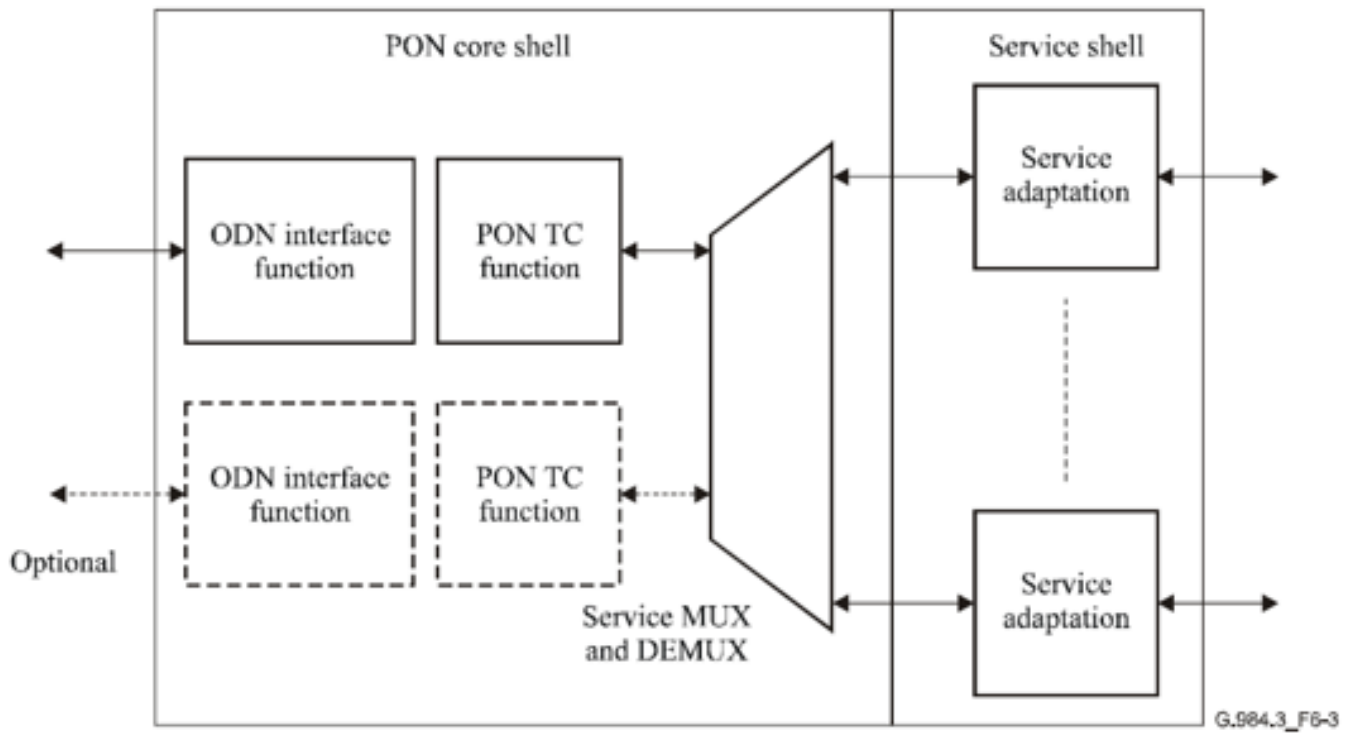 PON core shell
Service shell
Service
adaptation
ODN interface
function
PON TC
function
ODN interface
function
PON TC
function
Optional
Service MUX
and DEMUX
Service
adaptation
G.984.3_F6-3